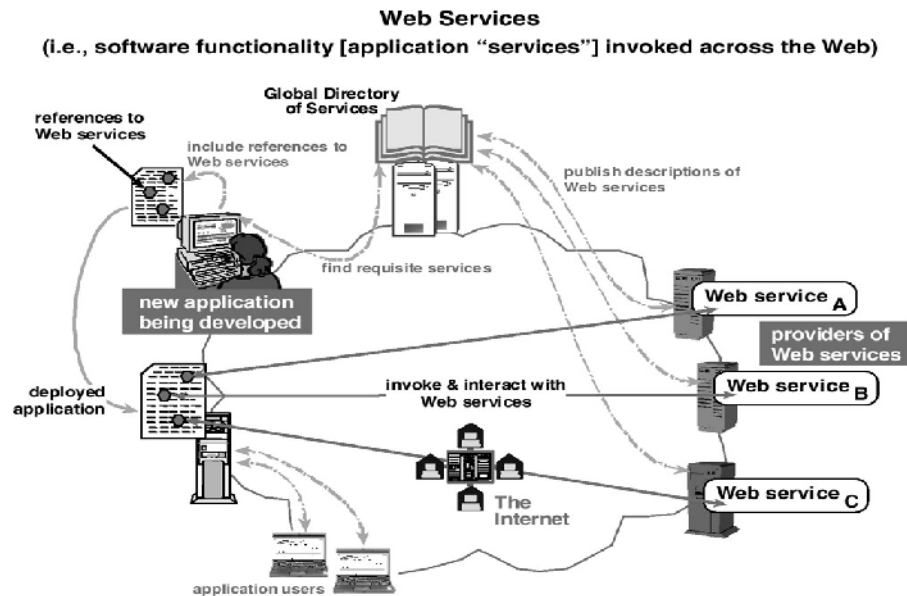 Web Services
(i.e., software functionality [application “services”] invoked across the Web)
Global Directory
of Services
references to
Web services
include references to
Web services
publish descriptions of
Web services
find requisite services
new application
being developed
Web service A
providers of
Web services
Web service B
deployed
application
invoke & interact with
Web services
Web service C
The
Internet
application users